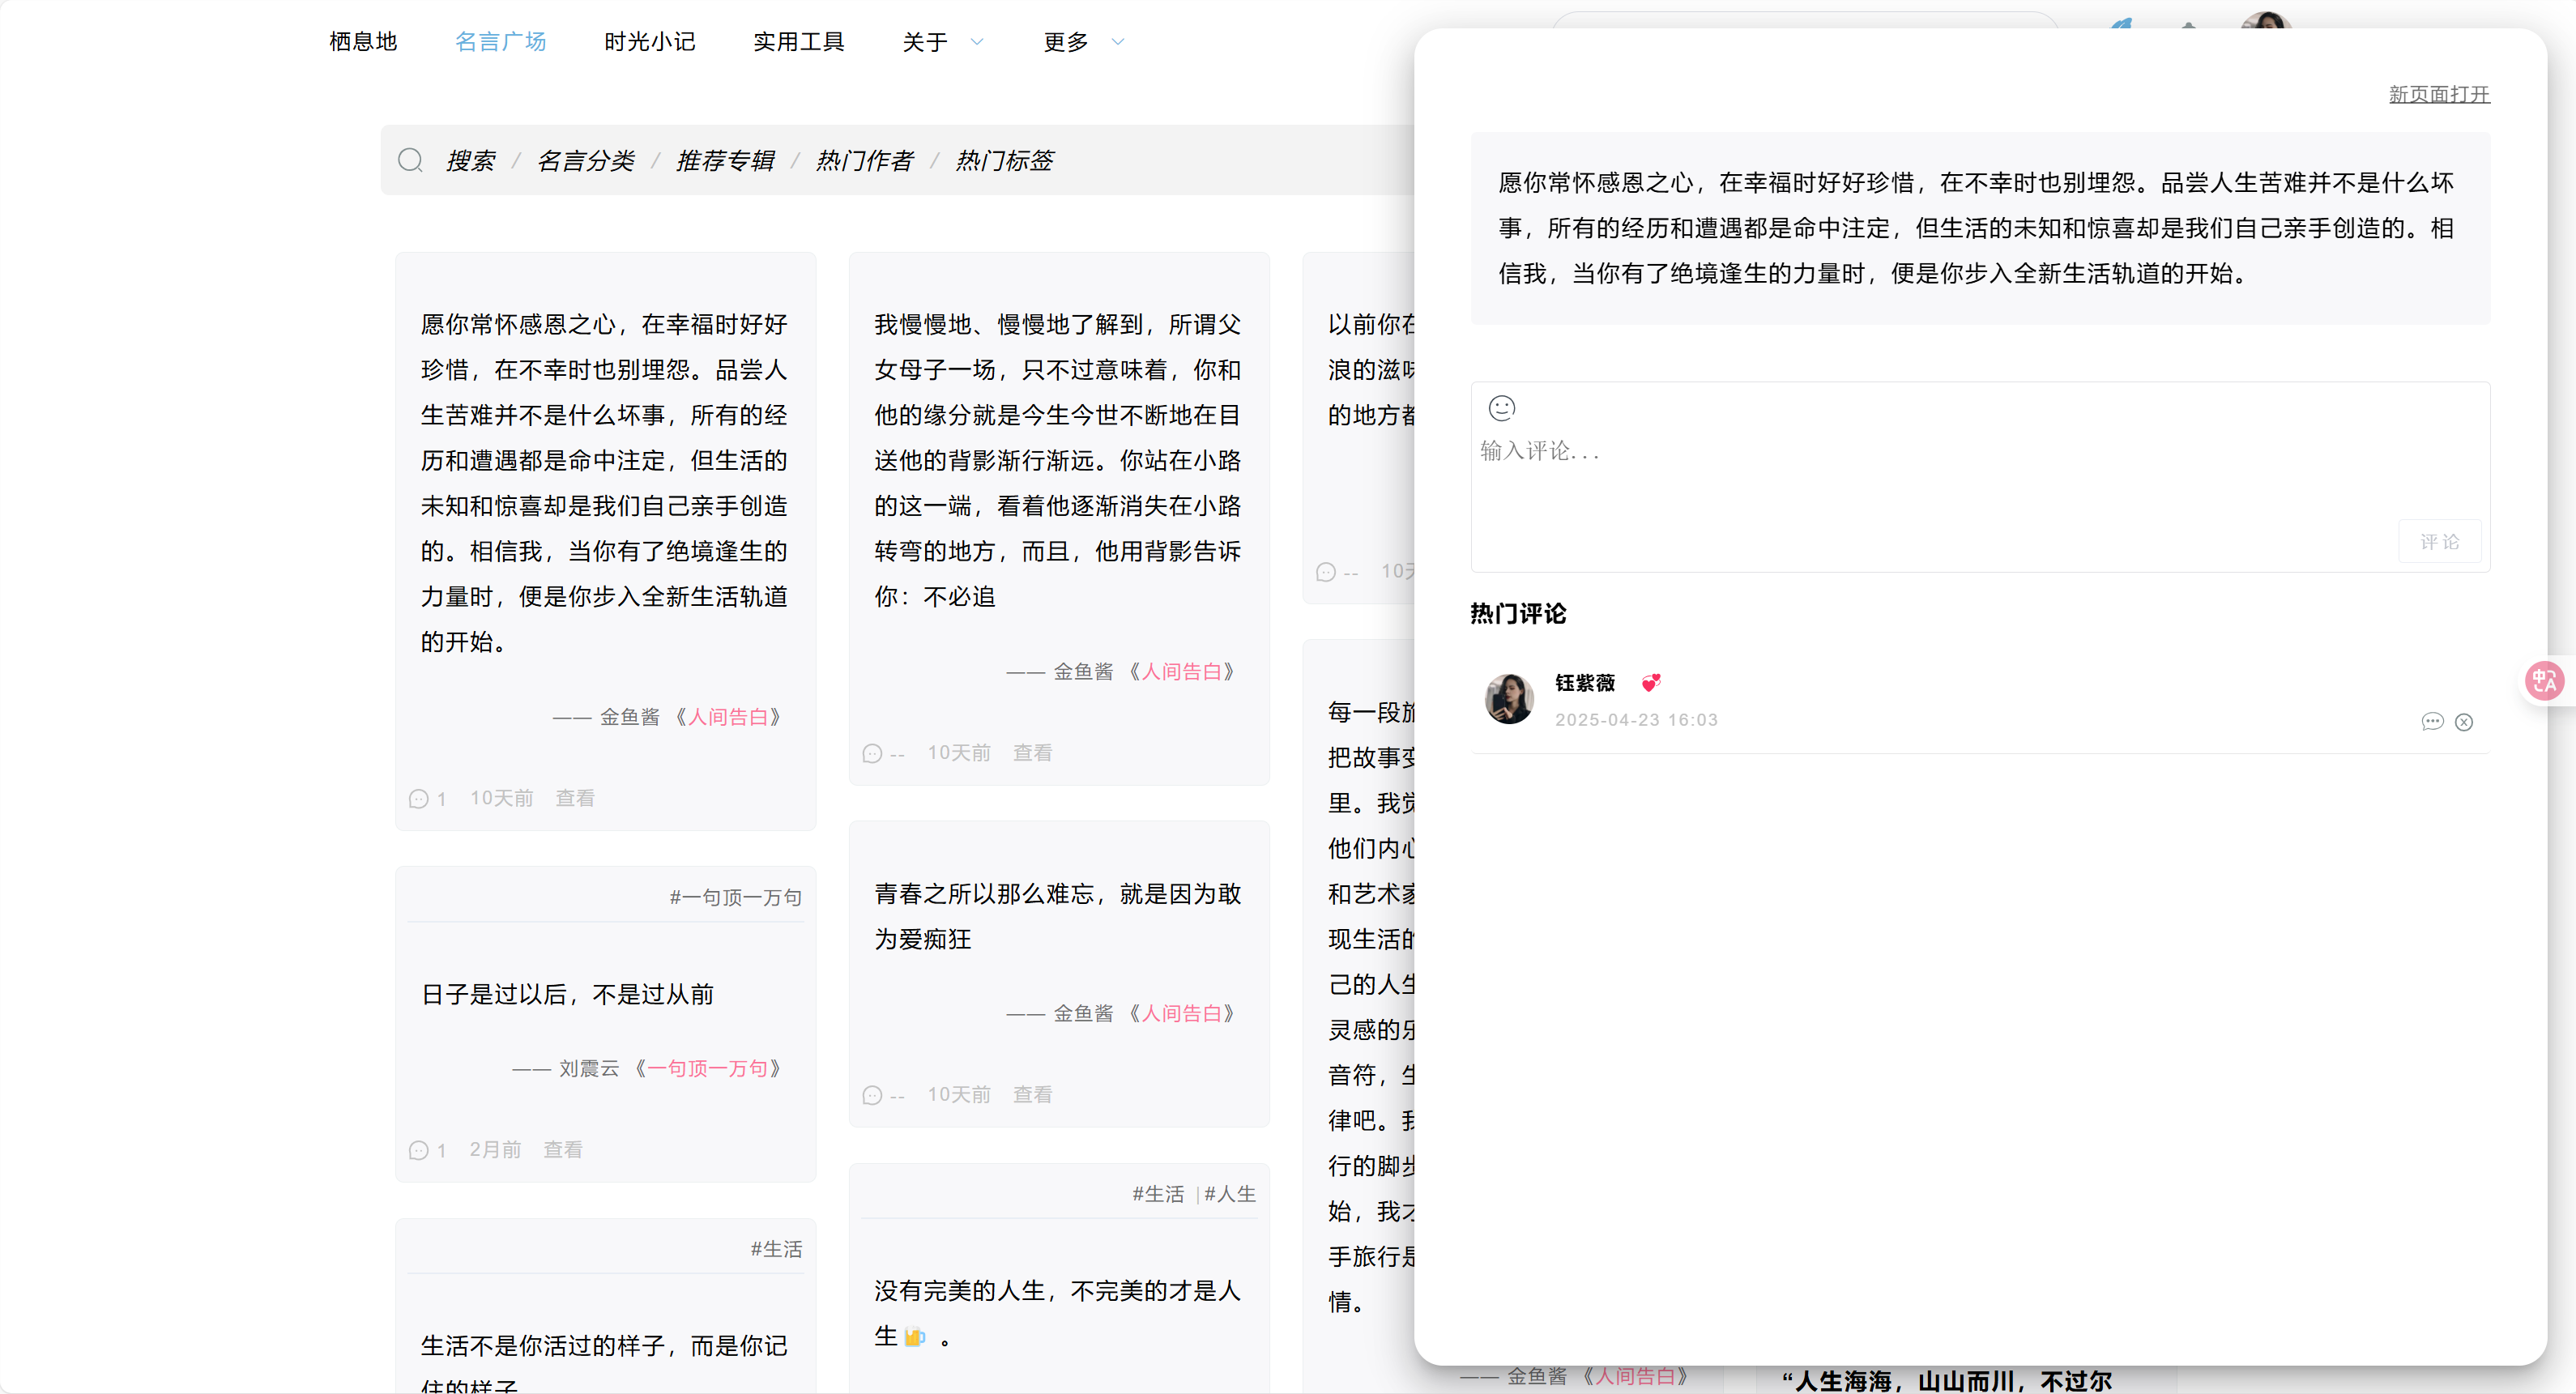 栖息地 名言广场 时光小记 实用工具 关于 更多
搜索 / 名言分类 / 推荐专辑 / 热门作者 / 热门标签
愿你常怀感恩之心，在幸福时好好
珍惜，在不幸时也别埋怨。品尝人
生苦难并不是什么坏事，所有的经
历和遭遇都是命中注定，但生活的
未知和惊喜却是我们自己亲手创造
的。相信我，当你有了绝境逢生的
力量时，便是你步入全新生活轨道
的开始。
—— 金鱼酱 《人间告白》
1 10天前 查看
#一句顶一万句
日子是过以后，不是过从前
—— 刘震云 《一句顶一万句》
1 2月前 查看
#生活
生活不是你活过的样子，而是你记
住的样子
我慢慢地、慢慢地了解到，所谓父
女母子一场，只不过意味着，你和
他的缘分就是今生今世不断地在目
送他的背影渐行渐远。你站在小路
的这一端，看着他逐渐消失在小路
转弯的地方，而且，他用背影告诉
你：不必追
—— 金鱼酱 《人间告白》
-- 10天前 查看
青春之所以那么难忘，就是因为敢
为爱痴狂
—— 金鱼酱 《人间告白》
-- 10天前 查看
#生活 | #人生
没有完美的人生，不完美的才是人
生🍺 。
以前你在
浪的滋味
的地方都
-- 10天
每一段旅
把故事变
里。我觉
他们内心
和艺术家
现生活的
己的人生
灵感的乐
音符，生
律吧。我
行的脚步
始，我才
手旅行是
情。
—— 金鱼酱 《人间告白》
“人生海海，山山而川，不过尔
新页面打开
愿你常怀感恩之心，在幸福时好好珍惜，在不幸时也别埋怨。品尝人生苦难并不是什么坏
事，所有的经历和遭遇都是命中注定，但生活的未知和惊喜却是我们自己亲手创造的。相
信我，当你有了绝境逢生的力量时，便是你步入全新生活轨道的开始。
输入评论...
评论
热门评论
钰紫薇 💞
2025-04-23 16:03
中A